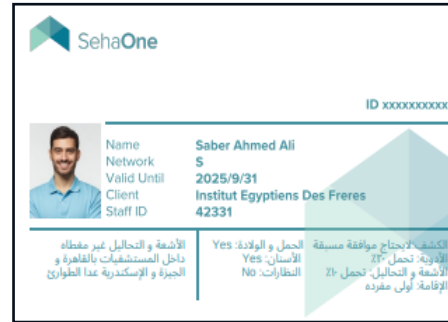 SehaOne
ID xxxxxxxxxx
Name Saber Ahmed Ali
Network S
Valid Until 2025/9/31
Client Institut Egyptiens Des Freres
Staff ID 42331
الكشف: لايحتاج موافقة مسبقة
الأدوية: تحمل ٢٠٪
الأشعة و التحاليل: تحمل ١٠٪
الإقامة: أولى مفرده
الحمل و الولادة: Yes
الأسنان: Yes
النظارات: No
الأشعة و التحاليل غير مغطاه
داخل المستشفيات بالقاهرة و
الجيزة و الإسكندرية عدا الطوارئ